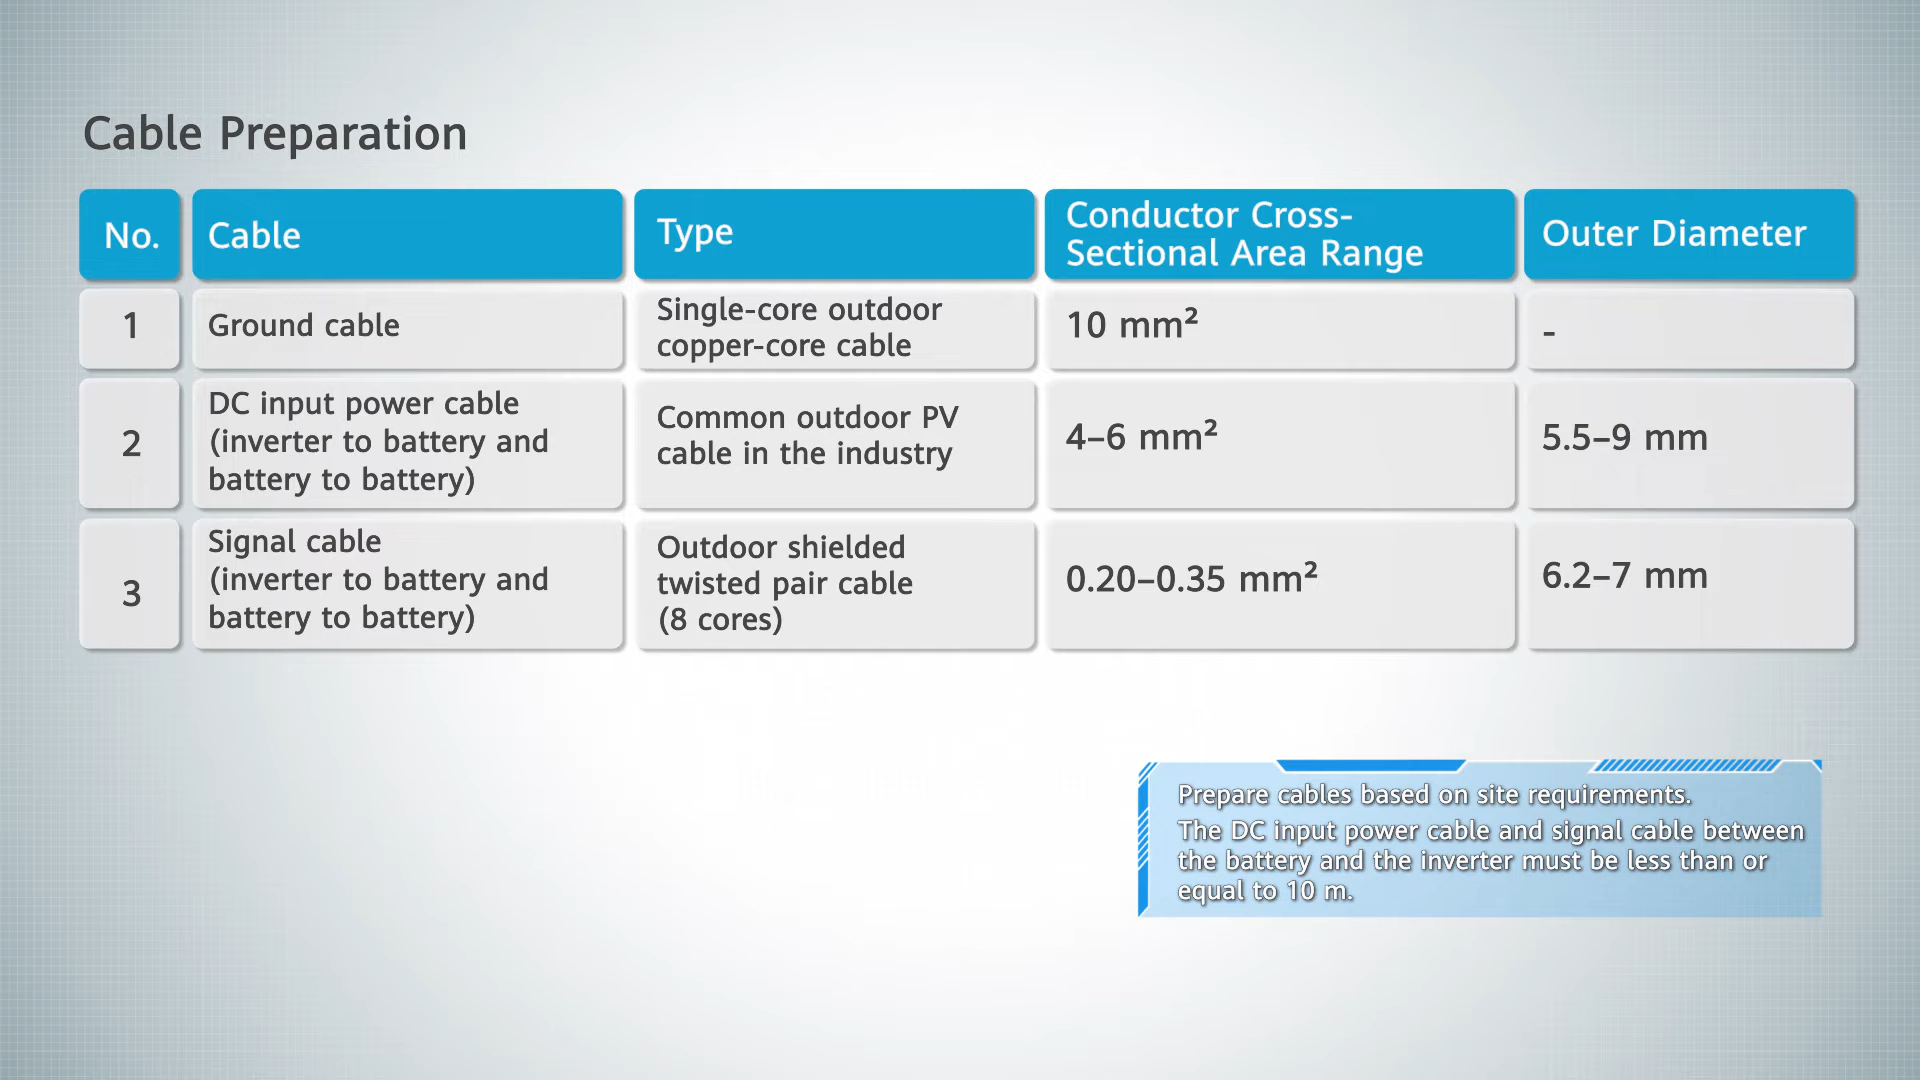 Cable Preparation
No.
Cable
Type
Conductor Cross-
Sectional Area Range
Outer Diameter
1
Ground cable
Single-core outdoor
copper-core cable
10 mm²
-
2
DC input power cable
(inverter to battery and
battery to battery)
Common outdoor PV
cable in the industry
4–6 mm²
5.5–9 mm
3
Signal cable
(inverter to battery and
battery to battery)
Outdoor shielded
twisted pair cable
(8 cores)
0.20–0.35 mm²
6.2–7 mm
Prepare cables based on site requirements.
The DC input power cable and signal cable between
the battery and the inverter must be less than or
equal to 10 m.